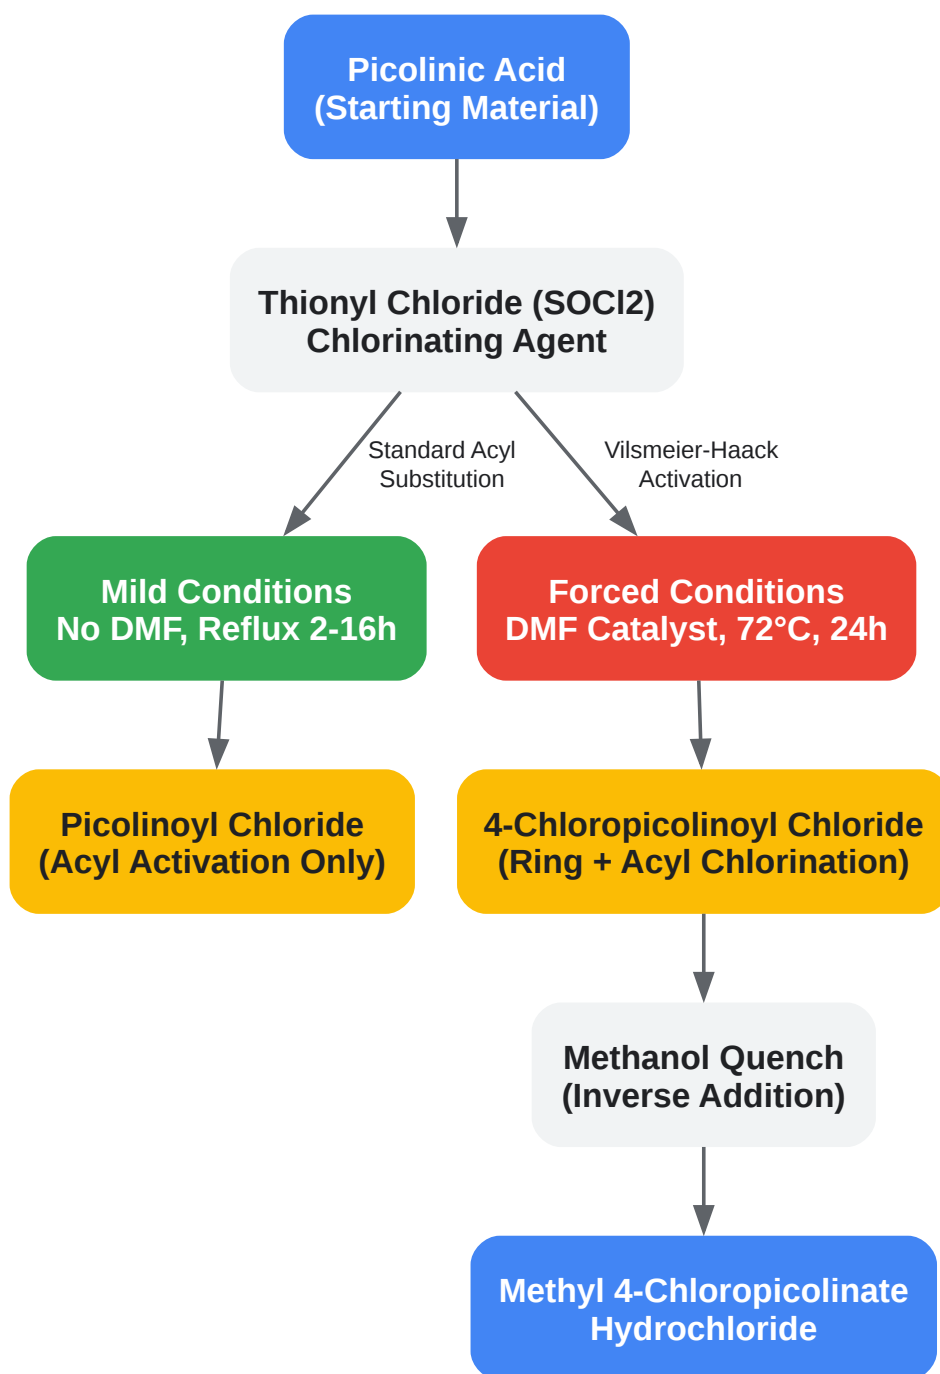 Picolinic Acid
(Starting Material)
Thionyl Chloride (SOCl2)
Chlorinating Agent
Standard Acyl
Substitution
Vilsmeier-Haack
Activation
Mild Conditions
No DMF, Reflux 2-16h
Forced Conditions
DMF Catalyst, 72°C, 24h
Picolinoyl Chloride
(Acyl Activation Only)
4-Chloropicolinoyl Chloride
(Ring + Acyl Chlorination)
Methanol Quench
(Inverse Addition)
Methyl 4-Chloropicolinate
Hydrochloride